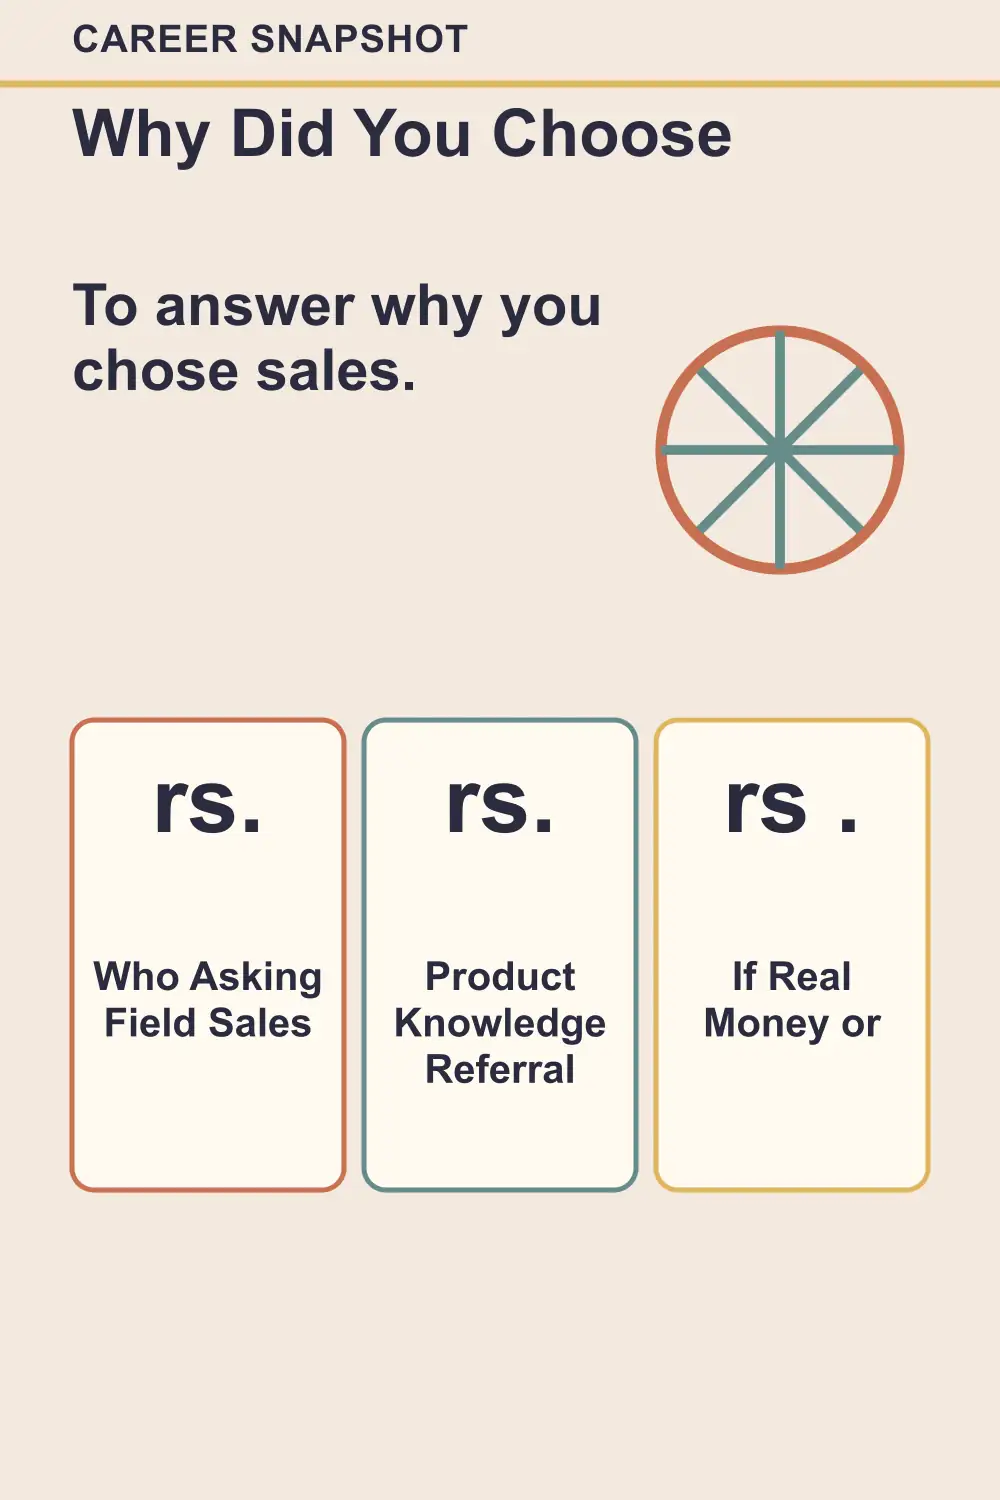 CAREER SNAPSHOT
Why Did You Choose
To answer why you
chose sales.
rs.
Who Asking
Field Sales
rs.
Product
Knowledge
Referral
rs .
If Real
Money or